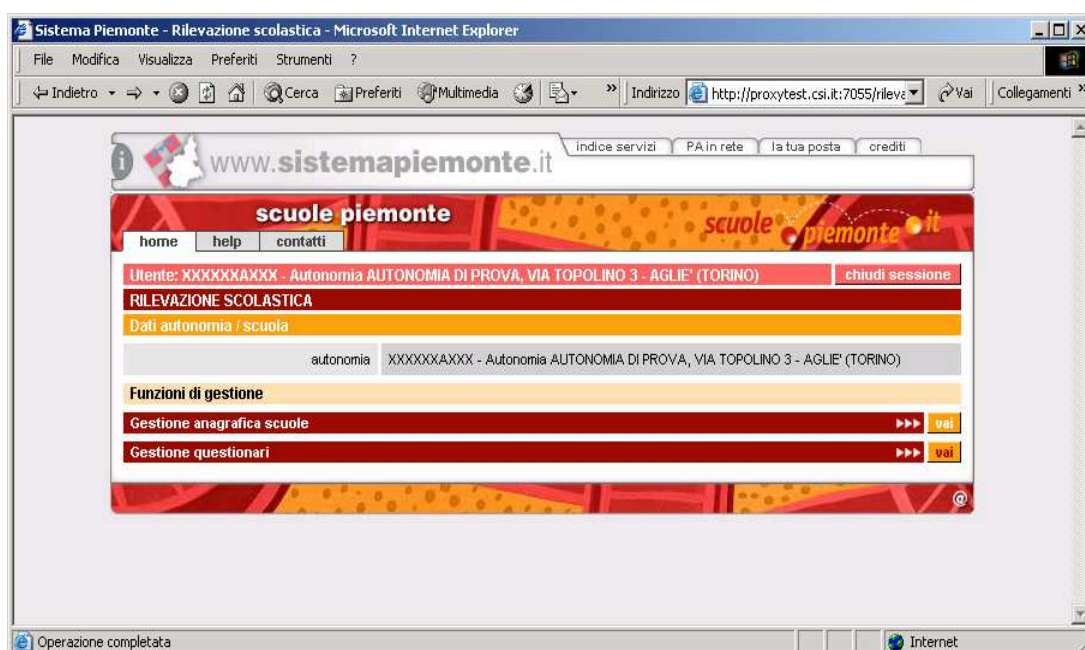 Sistema Piemonte - Rilevazione scolastica - Microsoft Internet Explorer
File Modifica Visualizza Preferiti Strumenti ?
Indietro Cerca Preferiti Multimedia » Indirizzo http://proxytest.csi.it:7055/rileva Vai Collegamenti »
i www.sistemapiemonte.it indice servizi PA in rete la tua posta crediti
scuole piemonte scuole piemonte it
home help contatti
Utente: XXXXXXAXXX - Autonomia AUTONOMIA DI PROVA, VIA TOPOLINO 3 - AGLIE' (TORINO) chiudi sessione
RILEVAZIONE SCOLASTICA
Dati autonomia / scuola
autonomia XXXXXXAXXX - Autonomia AUTONOMIA DI PROVA, VIA TOPOLINO 3 - AGLIE' (TORINO)
Funzioni di gestione
Gestione anagrafica scuole vai
Gestione questionari vai
@
Operazione completata Internet